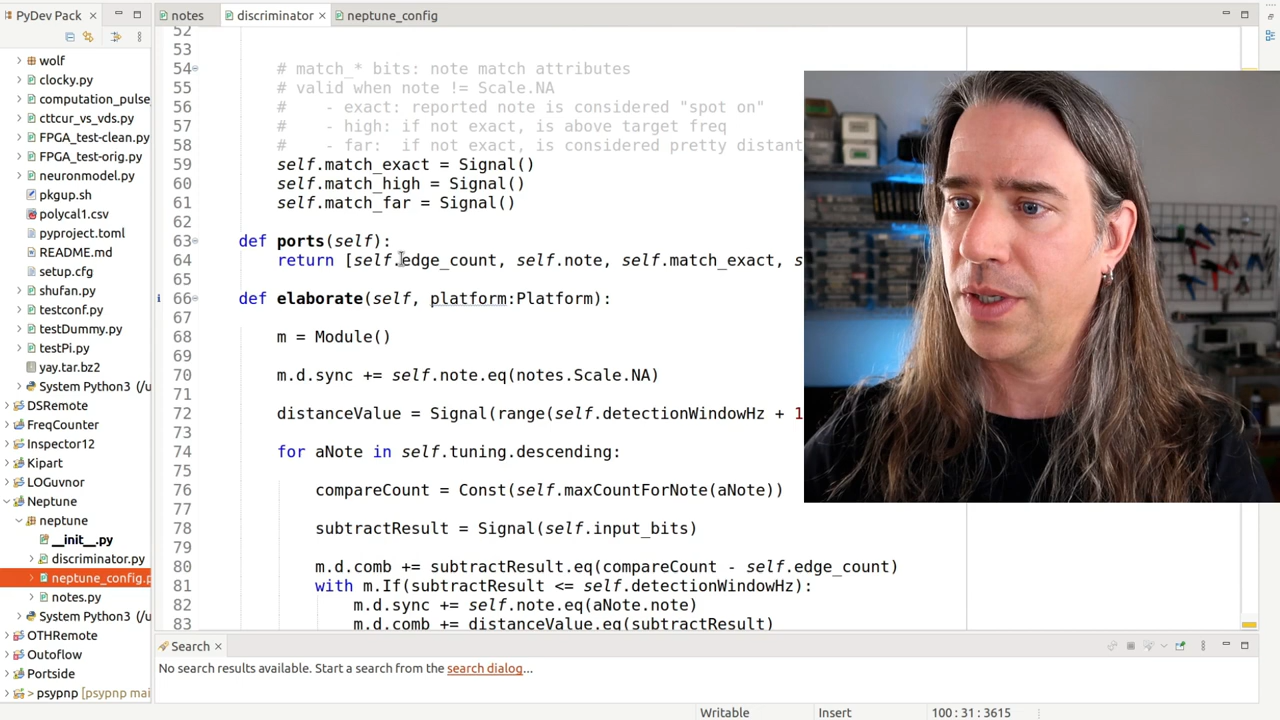 PyDev Pack
notes
discriminator
neptune_config
wolf
clocky.py
computation_pulse
cttcur_vs_vds.py
FPGA_test-clean.py
FPGA_test-orig.py
neuronmodel.py
pkgup.sh
polycal1.csv
pyproject.toml
README.md
setup.cfg
shufan.py
testconf.py
testDummy.py
testPi.py
yay.tar.bz2
System Python3 (/u
DSRemote
FreqCounter
Inspector12
Kipart
LOGuvnor
Neptune
neptune
__init__.py
discriminator.py
neptune_config.p
notes.py
System Python3 (/u
OTHRemote
Outoflow
Portside
> psypnp [psypnp mai
52
53
54 # match_* bits: note match attributes
55 # valid when note != Scale.NA
56 # - exact: reported note is considered "spot on"
57 # - high: if not exact, is above target freq
58 # - far: if not exact, is considered pretty distant
59 self.match_exact = Signal()
60 self.match_high = Signal()
61 self.match_far = Signal()
62
63 def ports(self):
64 return [self.edge_count, self.note, self.match_exact, s
65
66 def elaborate(self, platform:Platform):
67
68 m = Module()
69
70 m.d.sync += self.note.eq(notes.Scale.NA)
71
72 distanceValue = Signal(range(self.detectionWindowHz + 1
73
74 for aNote in self.tuning.descending:
75
76 compareCount = Const(self.maxCountForNote(aNote))
77
78 subtractResult = Signal(self.input_bits)
79
80 m.d.comb += subtractResult.eq(compareCount - self.edge_count)
81 with m.If(subtractResult <= self.detectionWindowHz):
82 m.d.sync += self.note.eq(aNote.note)
83 m.d.comb += distanceValue.eq(subtractResult)
Search
No search results available. Start a search from the search dialog...
Writable
Insert
100 : 31 : 3615